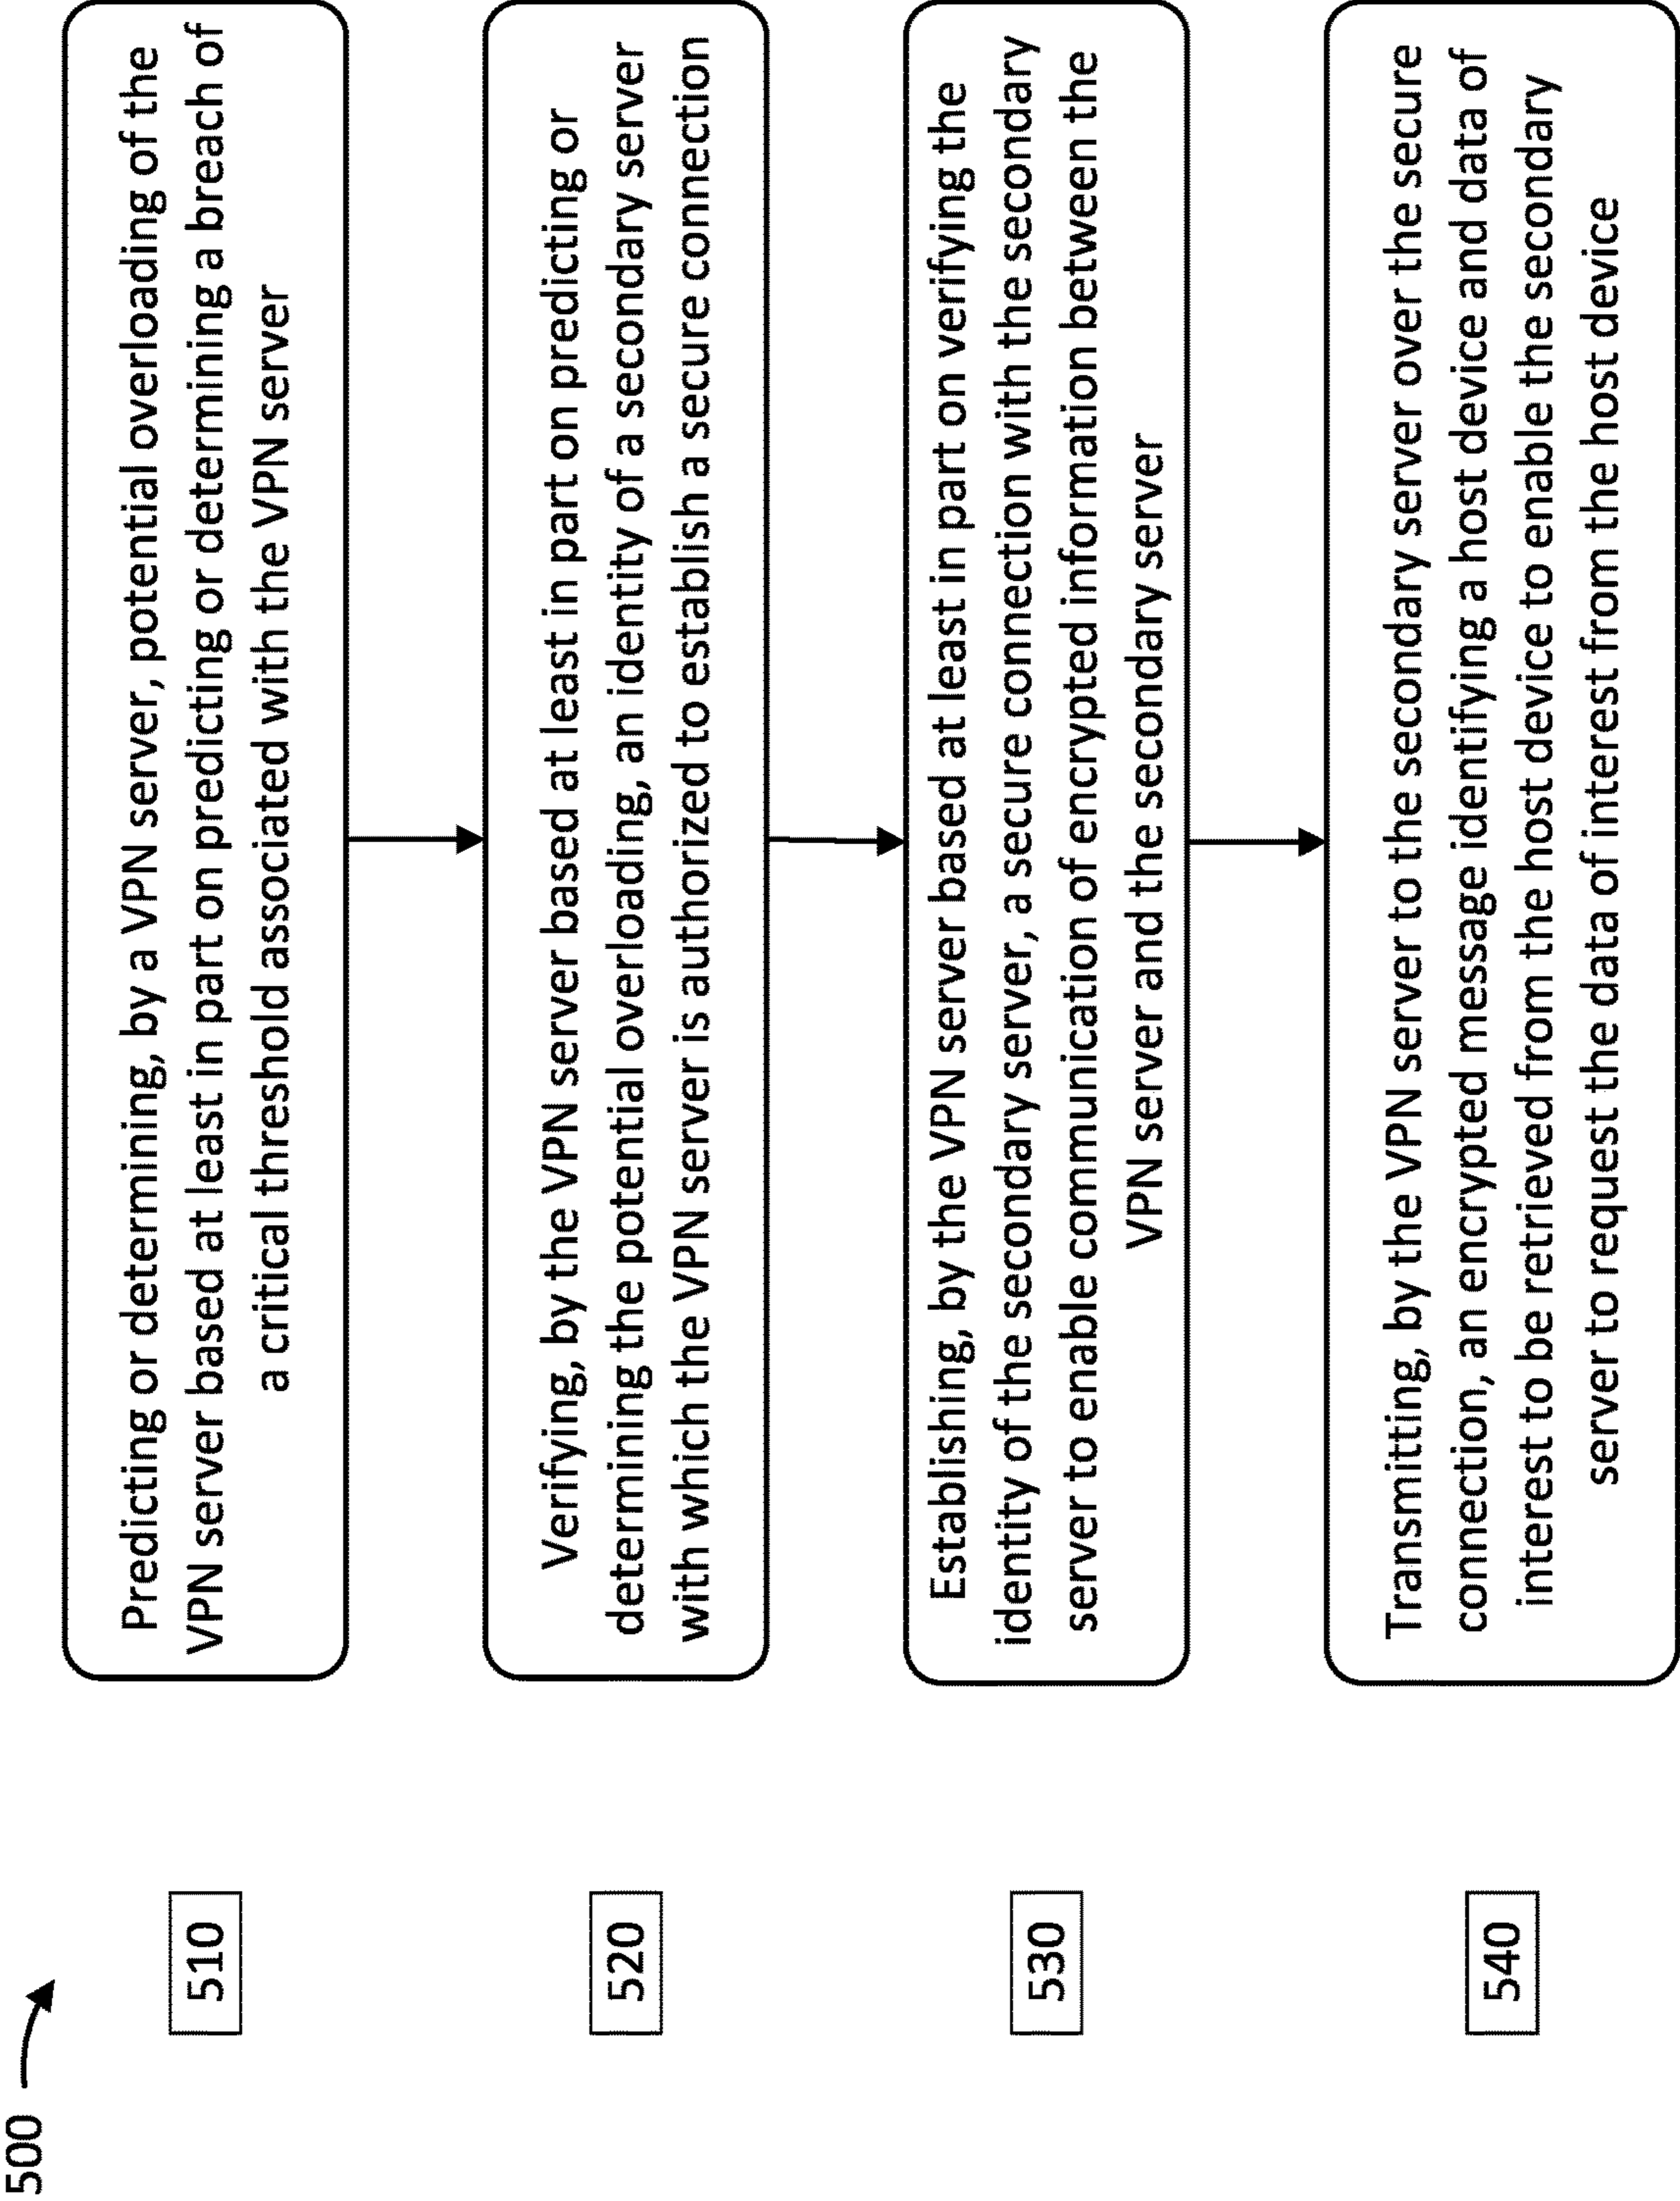 500
510
Predicting or determining, by a VPN server, potential overloading of the
VPN server based at least in part on predicting or determining a breach of
a critical threshold associated with the VPN server
520
Verifying, by the VPN server based at least in part on predicting or
determining the potential overloading, an identity of a secondary server
with which the VPN server is authorized to establish a secure connection
530
Establishing, by the VPN server based at least in part on verifying the
identity of the secondary server, a secure connection with the secondary
server to enable communication of encrypted information between the
VPN server and the secondary server
540
Transmitting, by the VPN server to the secondary server over the secure
connection, an encrypted message identifying a host device and data of
interest to be retrieved from the host device to enable the secondary
server to request the data of interest from the host device